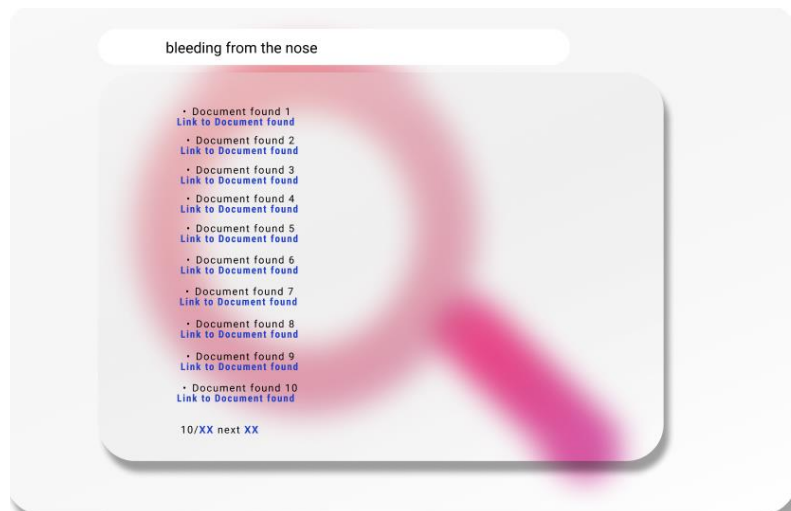 bleeding from the nose
• Document found 1
Link to Document found
• Document found 2
Link to Document found
• Document found 3
Link to Document found
• Document found 4
Link to Document found
• Document found 5
Link to Document found
• Document found 6
Link to Document found
• Document found 7
Link to Document found
• Document found 8
Link to Document found
• Document found 9
Link to Document found
• Document found 10
Link to Document found
10/XX next XX